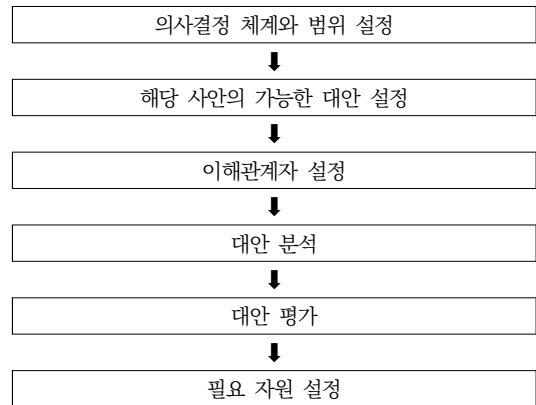 의사결정 체계와 범위 설정
해당 사안의 가능한 대안 설정
이해관계자 설정
대안 분석
대안 평가
필요 자원 설정